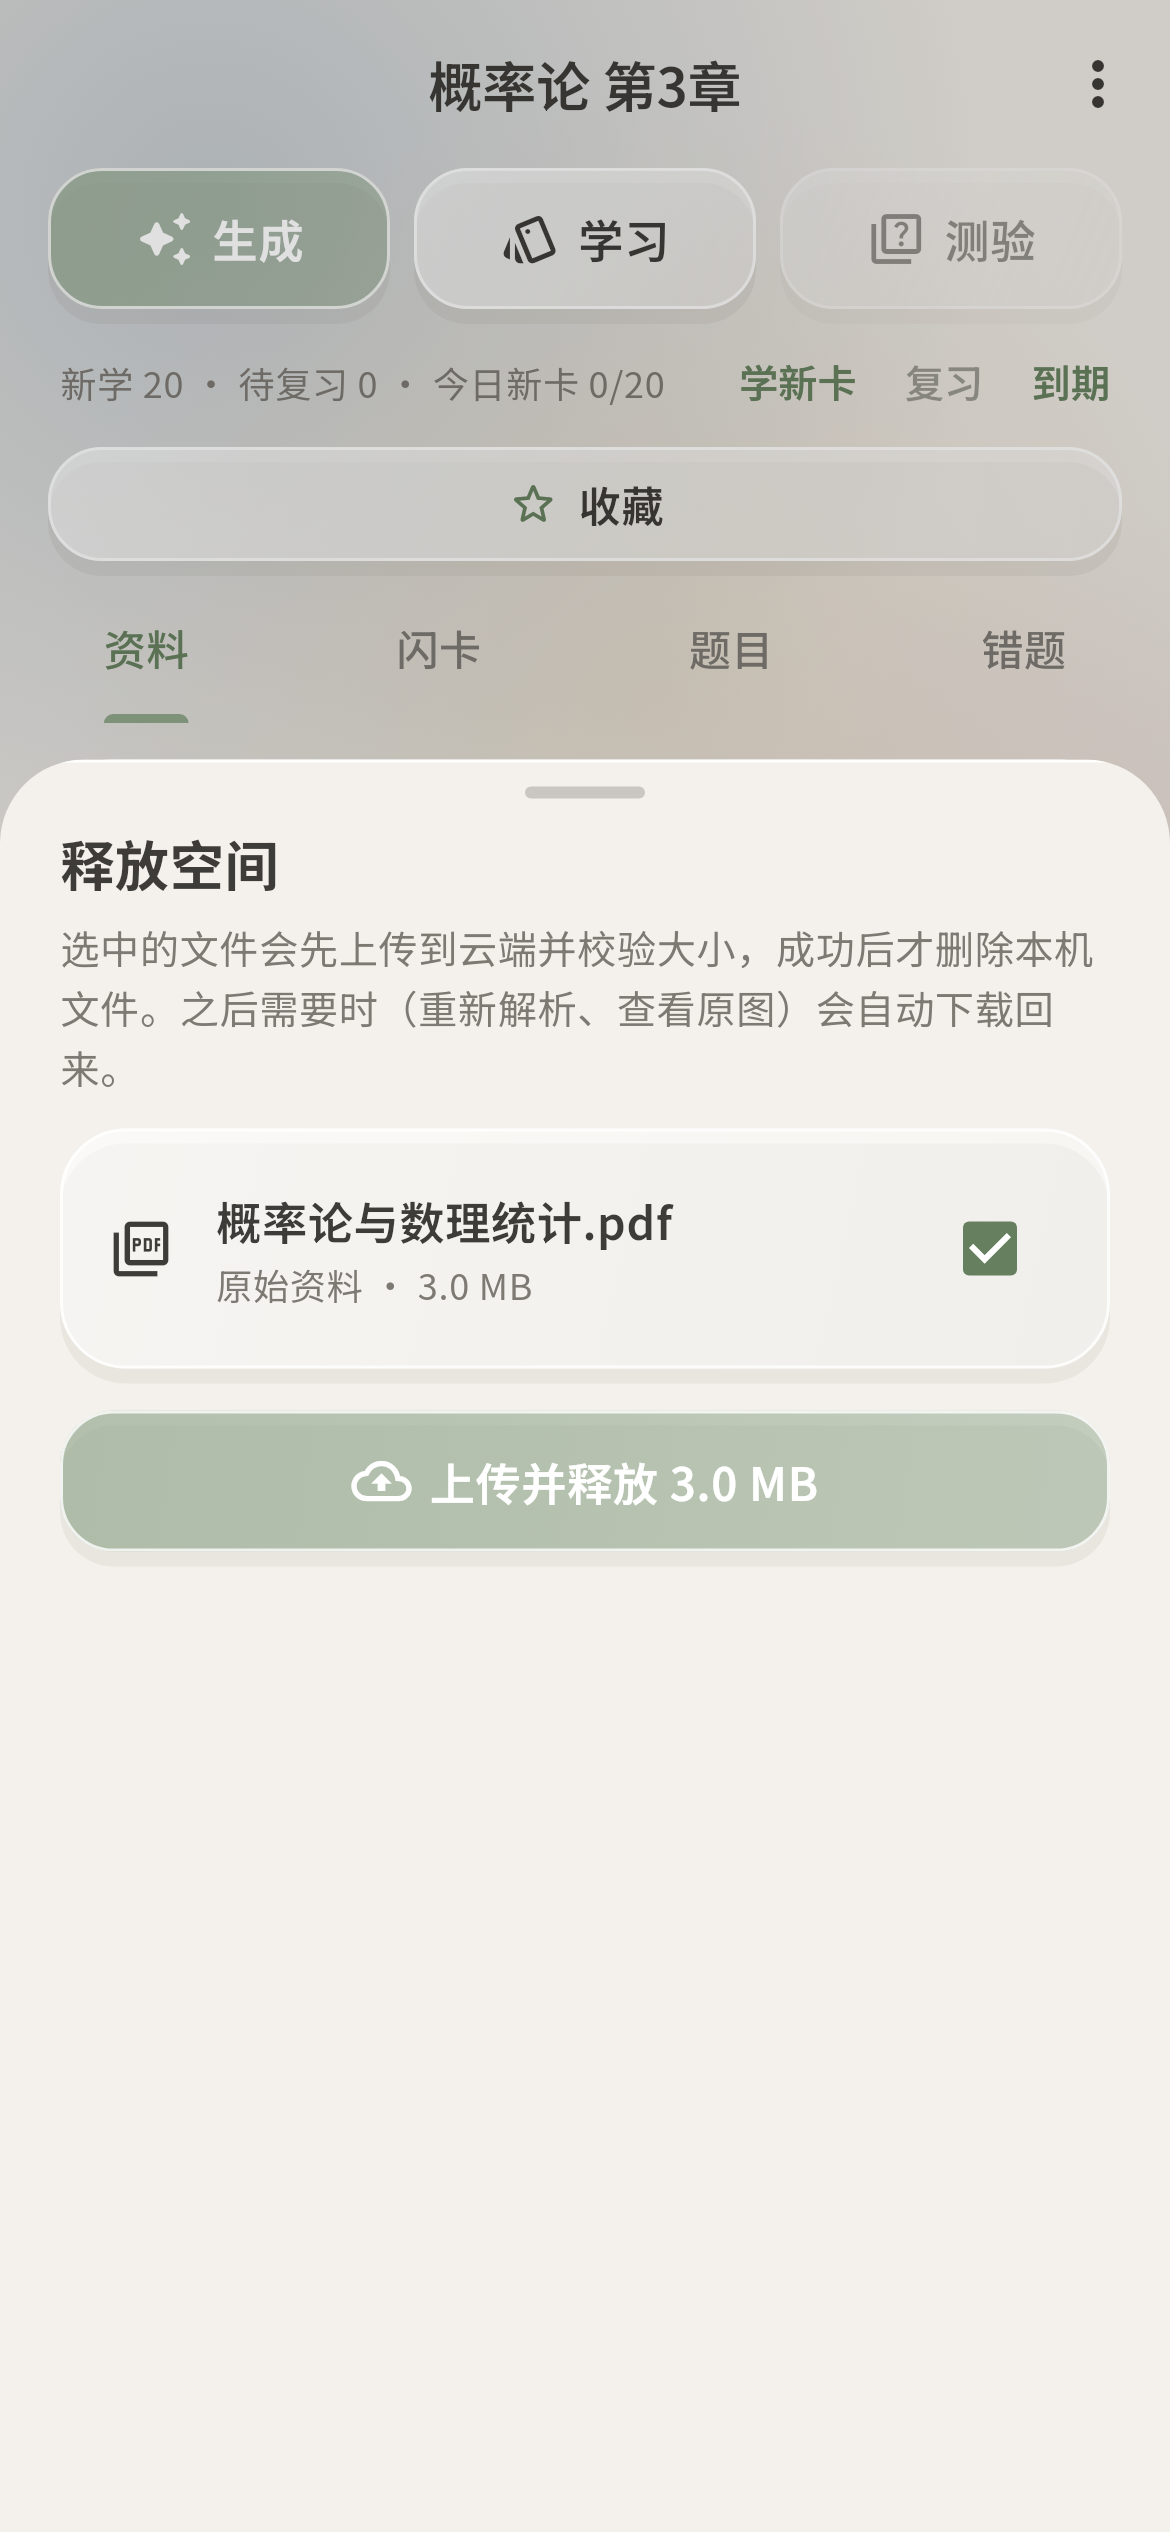 概率论 第3章
生成
学习
测验
新学 20 · 待复习 0 · 今日新卡 0/20
学新卡
复习
到期
收藏
资料
闪卡
题目
错题
释放空间
选中的文件会先上传到云端并校验大小，成功后才删除本机
文件。之后需要时（重新解析、查看原图）会自动下载回
来。
PDF
概率论与数理统计.pdf
原始资料 · 3.0 MB
上传并释放 3.0 MB